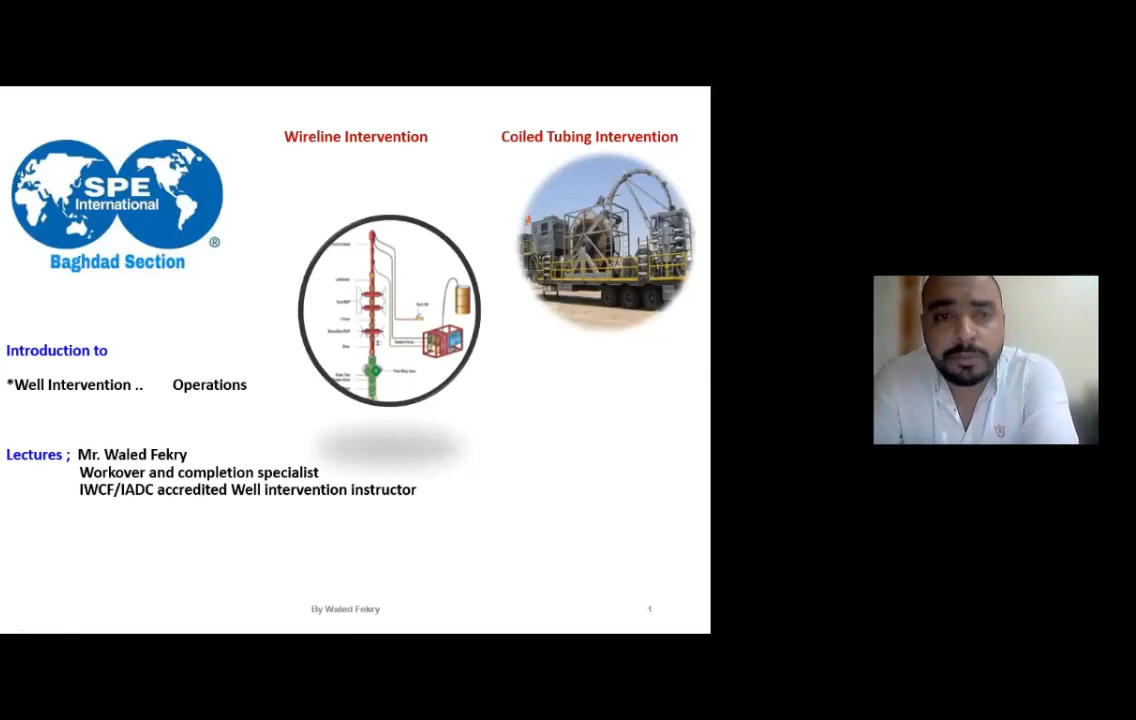 Wireline Intervention
Coiled Tubing Intervention
SPE
International
®
Baghdad Section
Introduction to
*Well Intervention .. Operations
Lectures ; Mr. Waled Fekry
Workover and completion specialist
IWCF/IADC accredited Well intervention instructor
By Waled Fekry
1